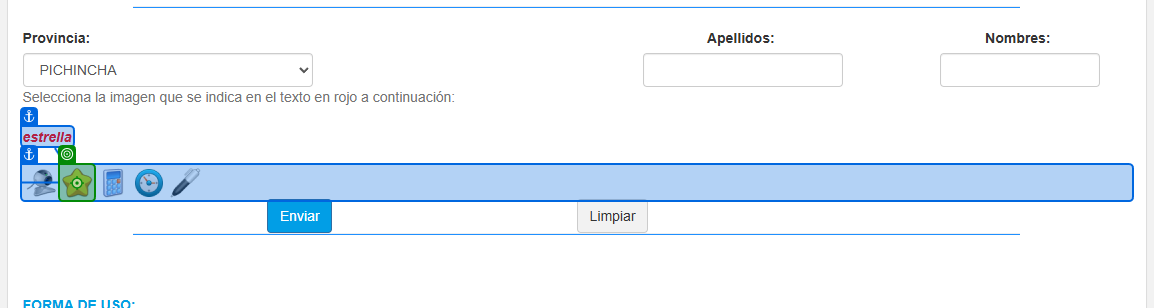 Provincia:
Apellidos:
Nombres:
PICHINCHA
Selecciona la imagen que se indica en el texto en rojo a continuación:
estrella
Enviar
Limpiar
FORMA DE USO: